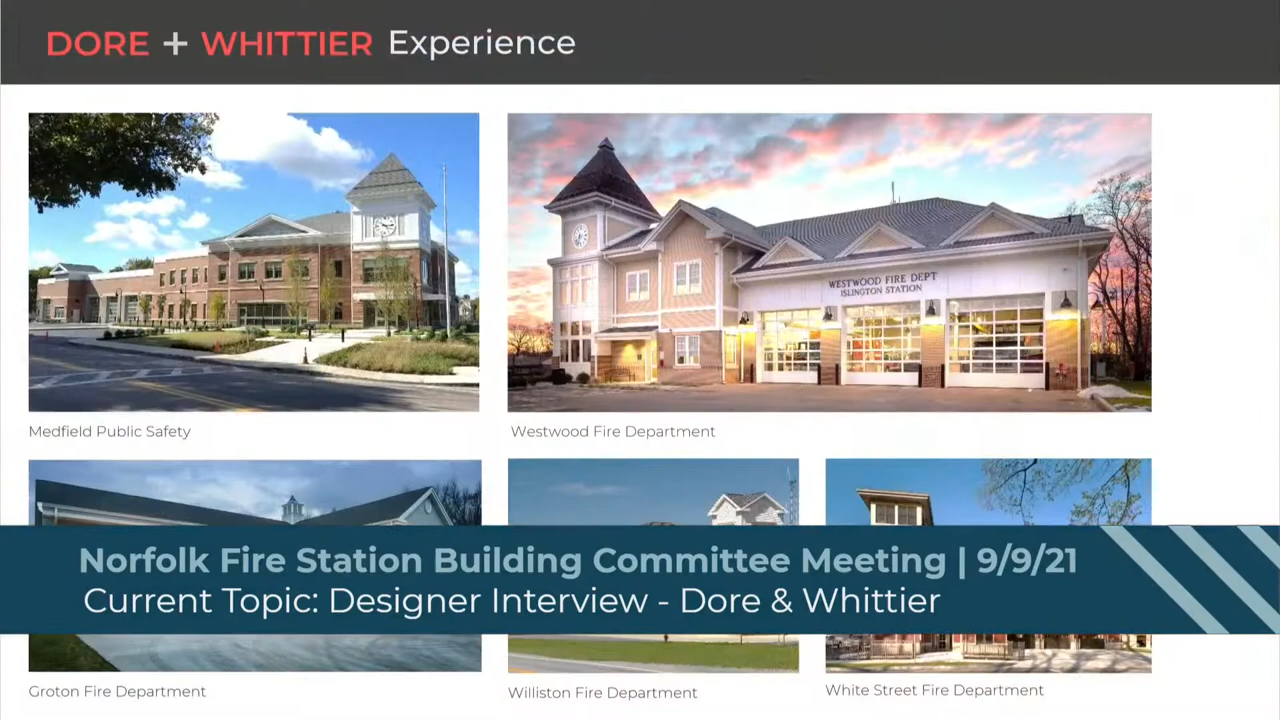 DORE + WHITTIER Experience
WESTWOOD FIRE DEPT
ISLINGTON STATION
Medfield Public Safety
Westwood Fire Department
Norfolk Fire Station Building Committee Meeting | 9/9/21
Current Topic: Designer Interview - Dore & Whittier
Groton Fire Department
Williston Fire Department
White Street Fire Department